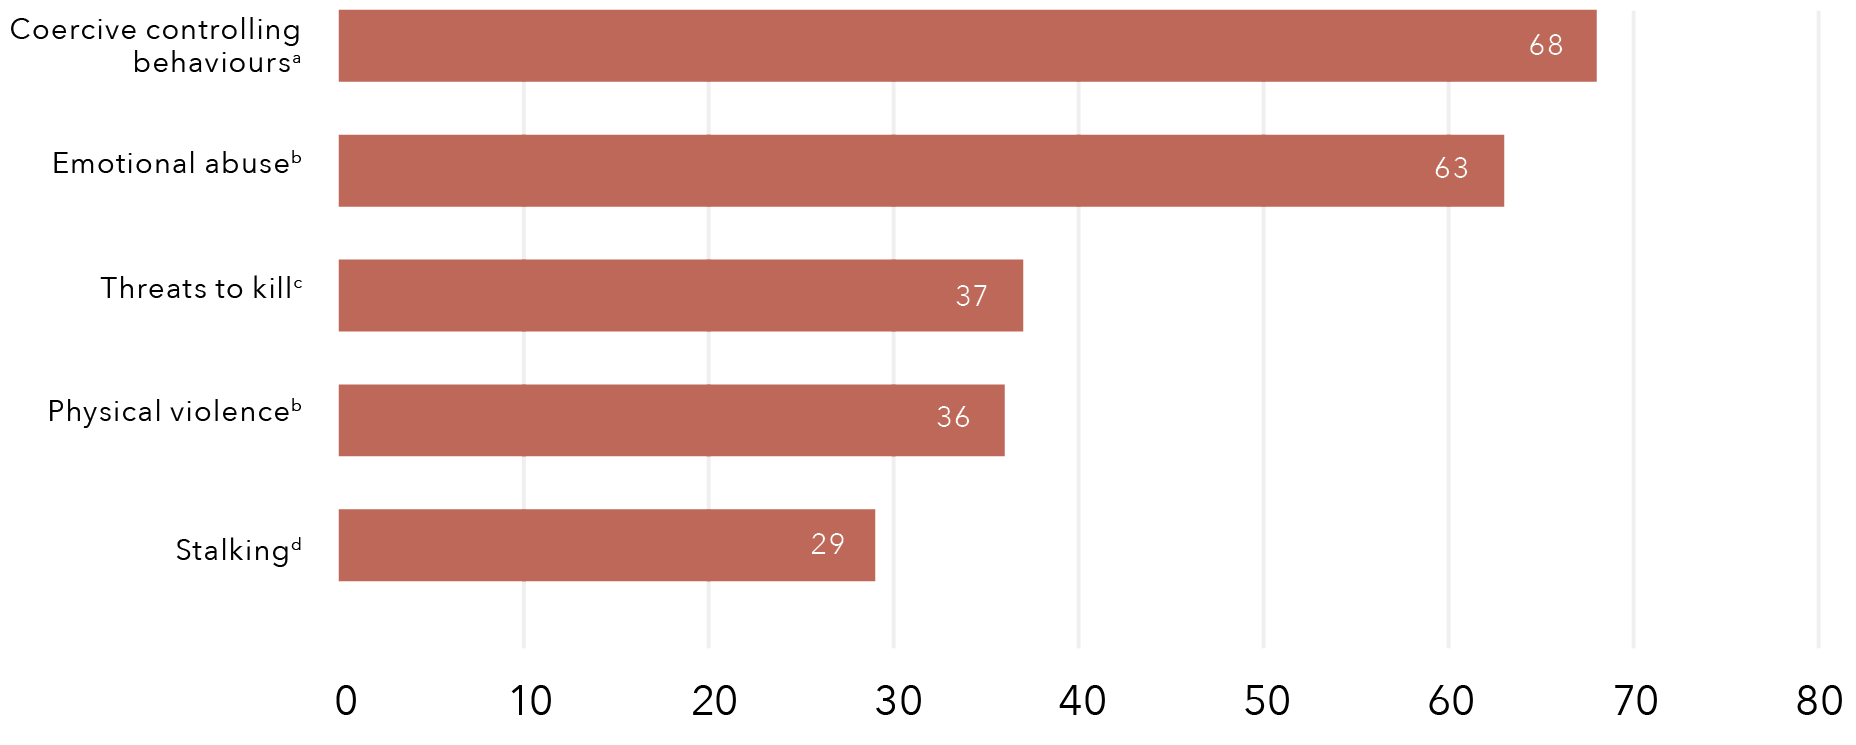 Coercive controlling
behavioursᵃ
68
Emotional abuseᵇ
63
Threats to killᶜ
37
Physical violenceᵇ
36
Stalkingᵈ
29
0 10 20 30 40 50 60 70 80